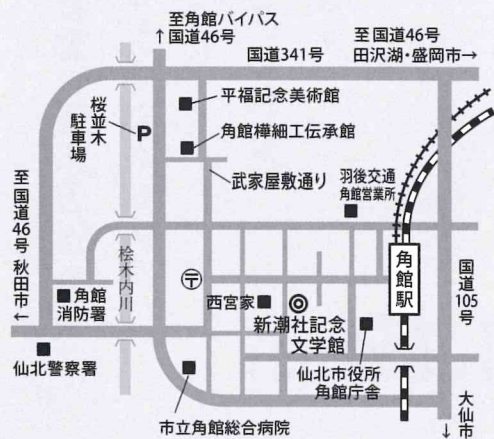 至角館バイパス
↑国道46号
至国道46号
田沢湖・盛岡市→
国道341号
平福記念美術館
角館樺細工伝承館
桜並木
駐車場
P
武家屋敷通り
羽後交通
角館営業所
至国道46号 秋田市←
桧木内川
角館駅
国道105号
〒
角館
消防署
西宮家
新潮社記念
文学館
仙北警察署
仙北市役所
角館庁舎
市立角館総合病院
大仙市↓